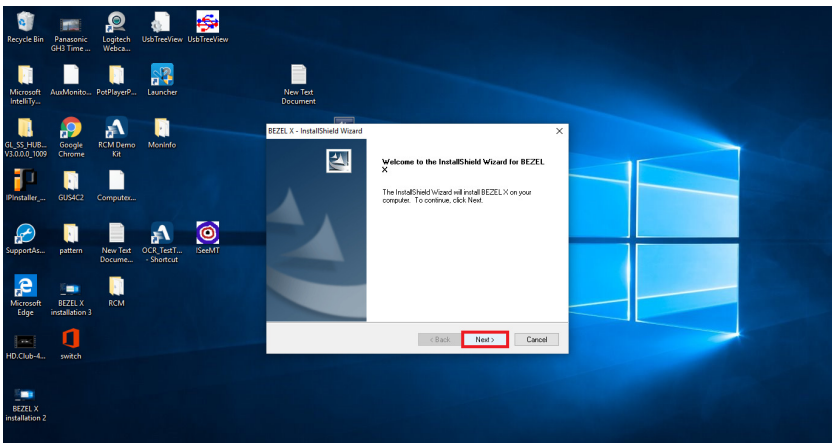 Recycle Bin
Panasonic
GH3 Time ...
Logitech
Webca...
UsbTreeView
UsbTreeView
Microsoft
IntelliTy...
AuxMonito...
PotPlayerP...
Launcher
New Text
Document
GL_SS_HUB...
V3.0.0.0_1009
Google
Chrome
RCM Demo
Kit
MonInfo
IPInstaller_...
GUS4C2
Computex...
SupportAs...
pattern
New Text
Docume...
OCR_TestT...
- Shortcut
ISeeMT
Microsoft
Edge
BEZEL X
installation 3
RCM
HD.Club-4...
switch
BEZEL X
installation 2
BEZEL X - InstallShield Wizard
Welcome to the InstallShield Wizard for BEZEL
X
The InstallShield Wizard will install BEZEL X on your
computer. To continue, click Next.
< Back
Next >
Cancel